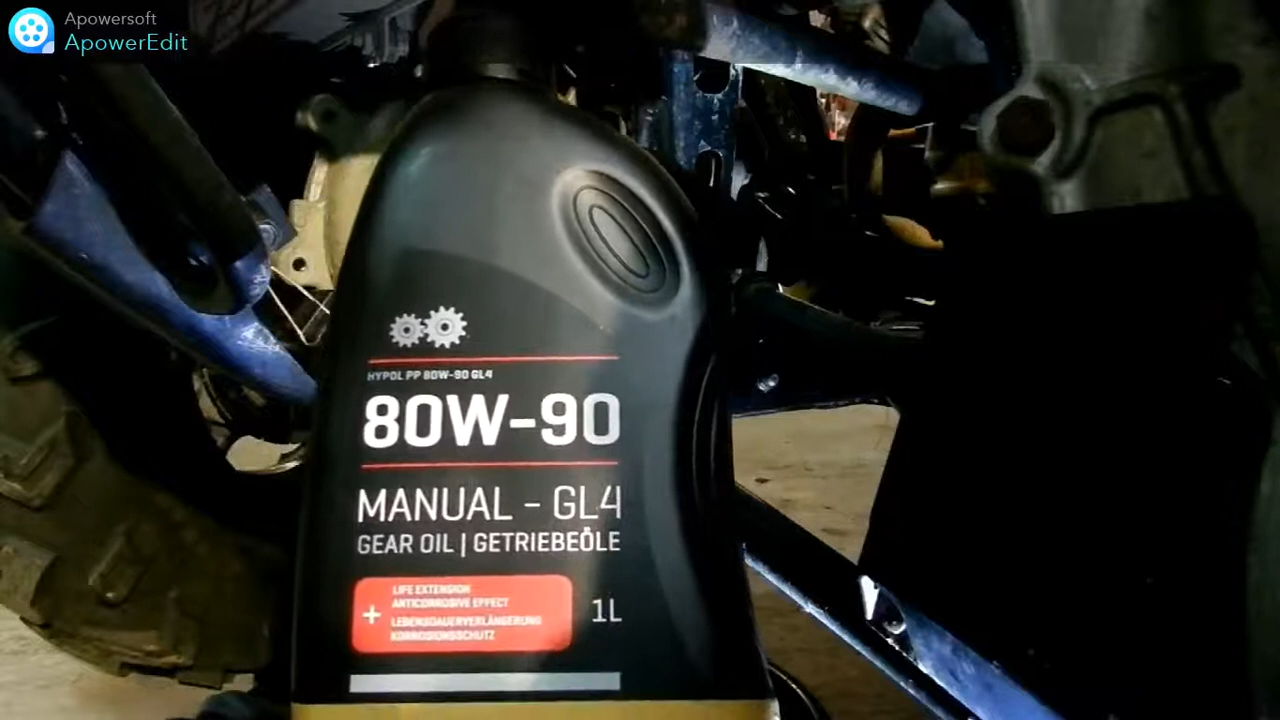 Apowersoft
ApowerEdit
HYPOL PP 80W-90 GL4
80W-90
MANUAL - GL4
GEAR OIL | GETRIEBEÖLE
LIFE EXTENSION
ANTICORROSIVE EFFECT
+
LEBENSDAUERVERLÄNGERUNG
KORROSIONSSCHUTZ
1L